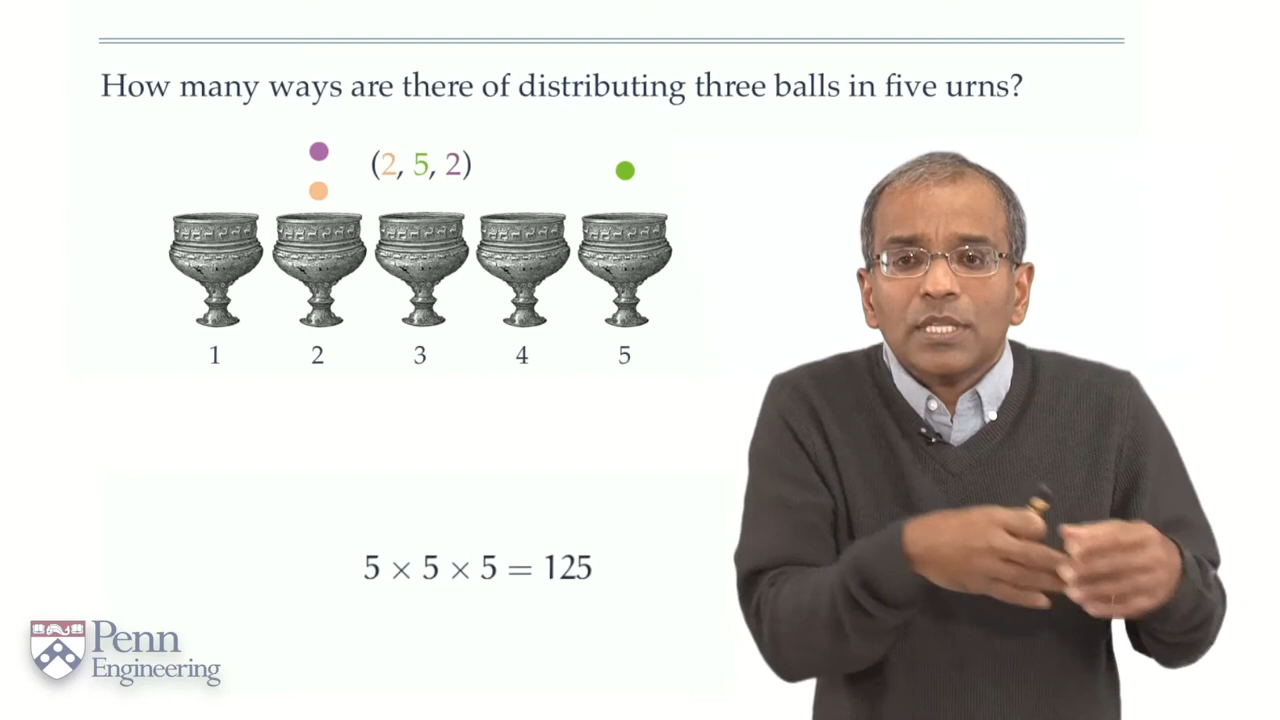 How many ways are there of distributing three balls in five urns?
(2, 5, 2)
1 2 3 4 5
5 × 5 × 5 = 125
Penn
Engineering